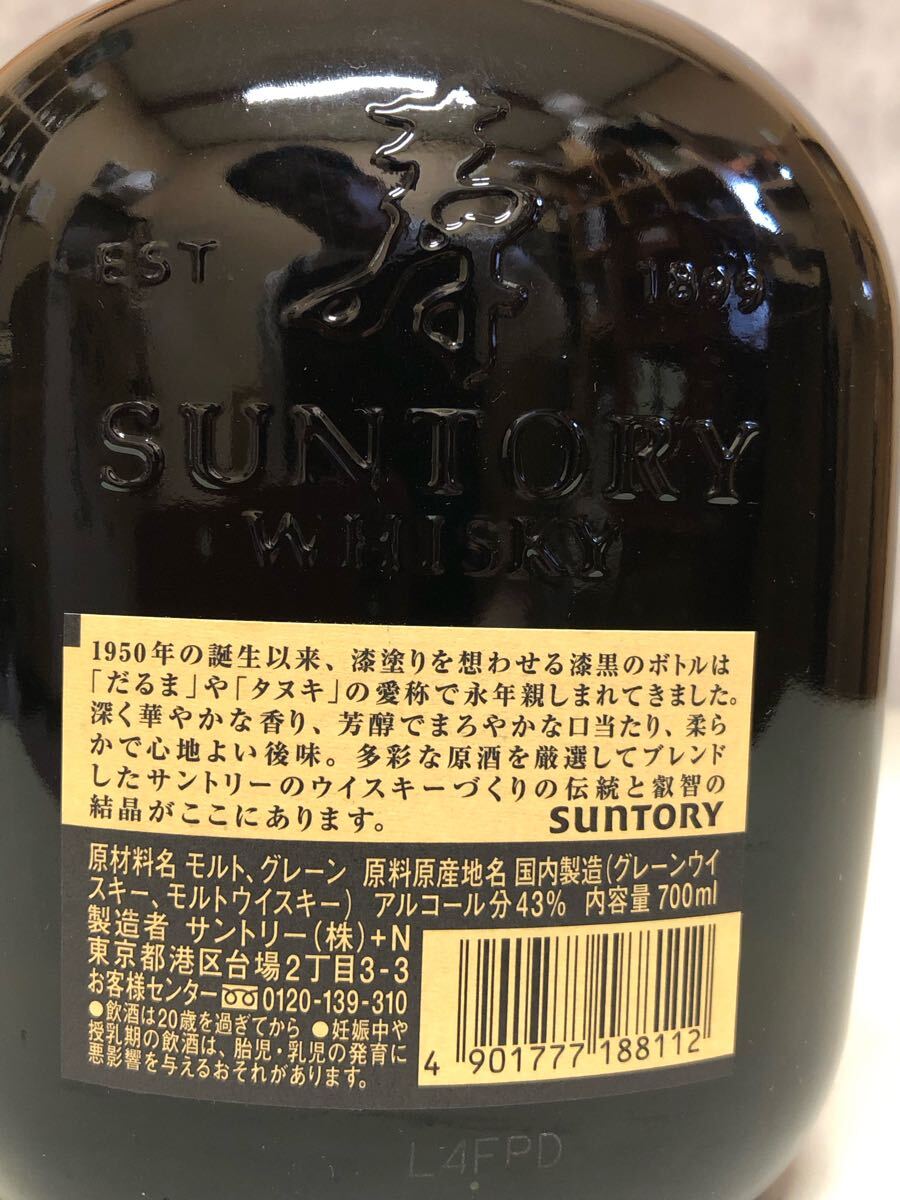 EST 1899
SUNTORY
WHISKY
1950年の誕生以来、漆塗りを想わせる漆黒のボトルは
「だるま」や「タヌキ」の愛称で永年親しまれてきました。
深く華やかな香り、芳醇でまろやかな口当たり、柔ら
かで心地よい後味。多彩な原酒を厳選してブレンド
したサントリーのウイスキーづくりの伝統と叡智の
結晶がここにあります。 SUNTORY
原材料名 モルト、グレーン 原料原産地名 国内製造(グレーンウイ
スキー、モルトウイスキー) アルコール分43% 内容量700ml
製造者 サントリー(株)+N
東京都港区台場2丁目3-3
お客様センター 0120-139-310
●飲酒は20歳を過ぎてから ●妊娠中や
授乳期の飲酒は、胎児・乳児の発育に
悪影響を与えるおそれがあります。
4 901777 188112
L4FPD